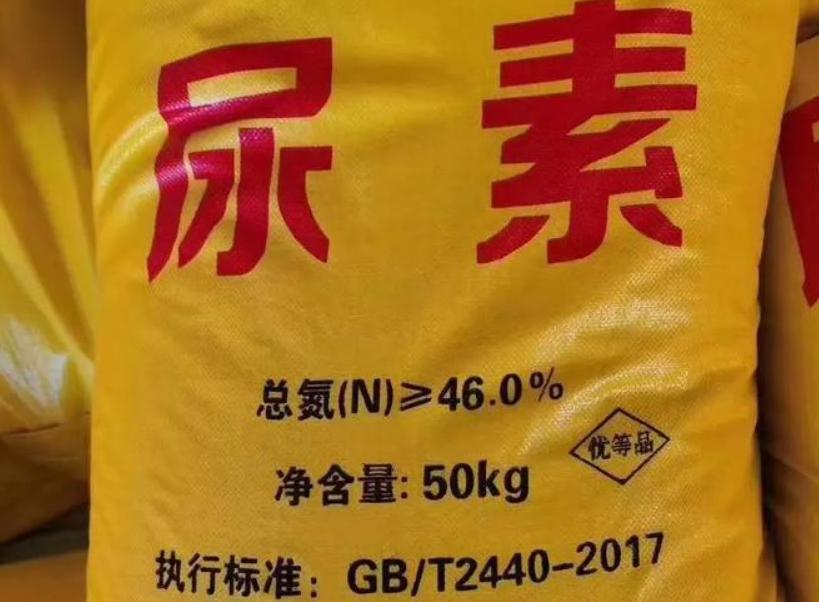 尿素
总氮(N)≥46.0%
优等品
净含量: 50kg
执行标准: GB/T2440-2017